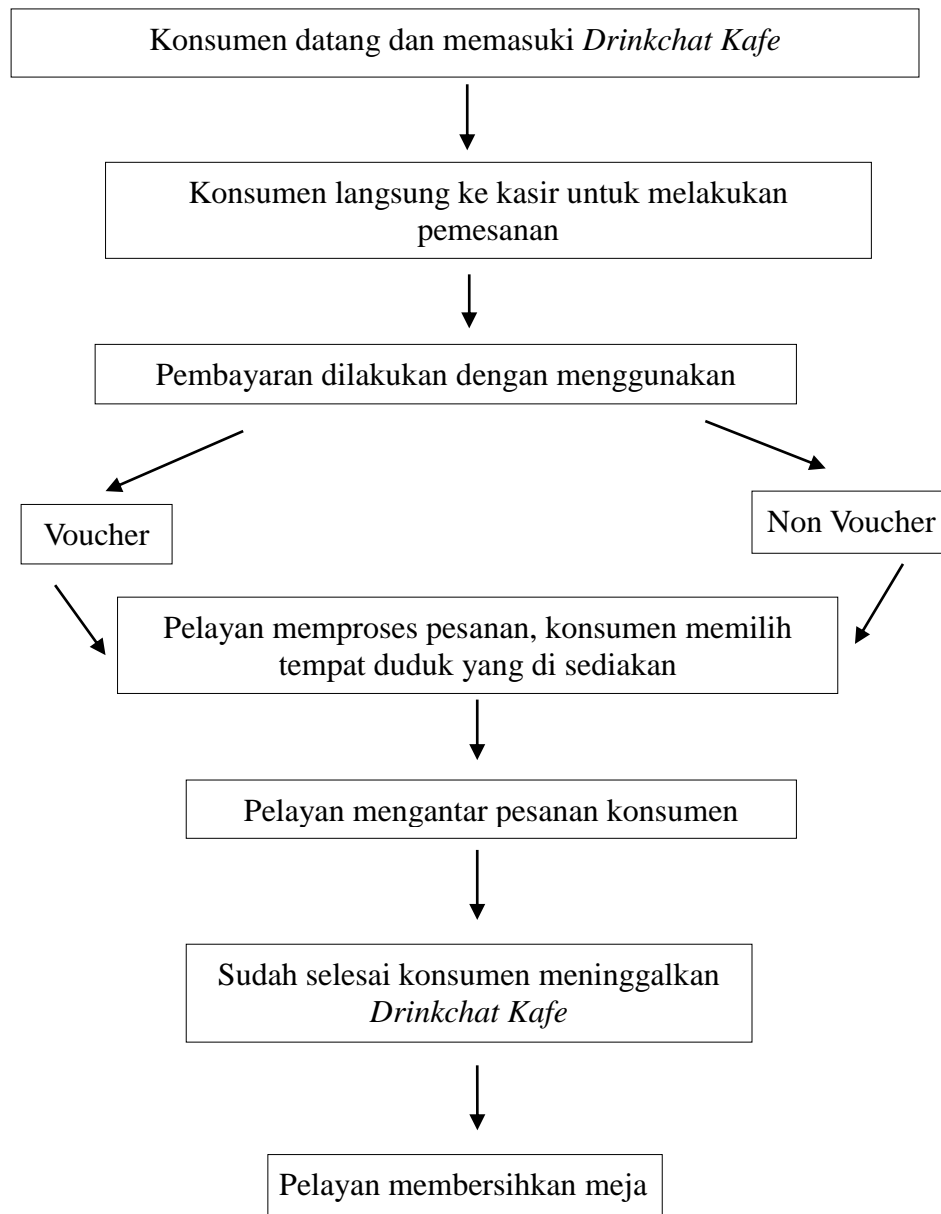 Konsumen datang dan memasuki Drinkchat Kafe
Konsumen langsung ke kasir untuk melakukan
pemesanan
Pembayaran dilakukan dengan menggunakan
Voucher
Non Voucher
Pelayan memproses pesanan, konsumen memilih
tempat duduk yang di sediakan
Pelayan mengantar pesanan konsumen
Sudah selesai konsumen meninggalkan
Drinkchat Kafe
Pelayan membersihkan meja